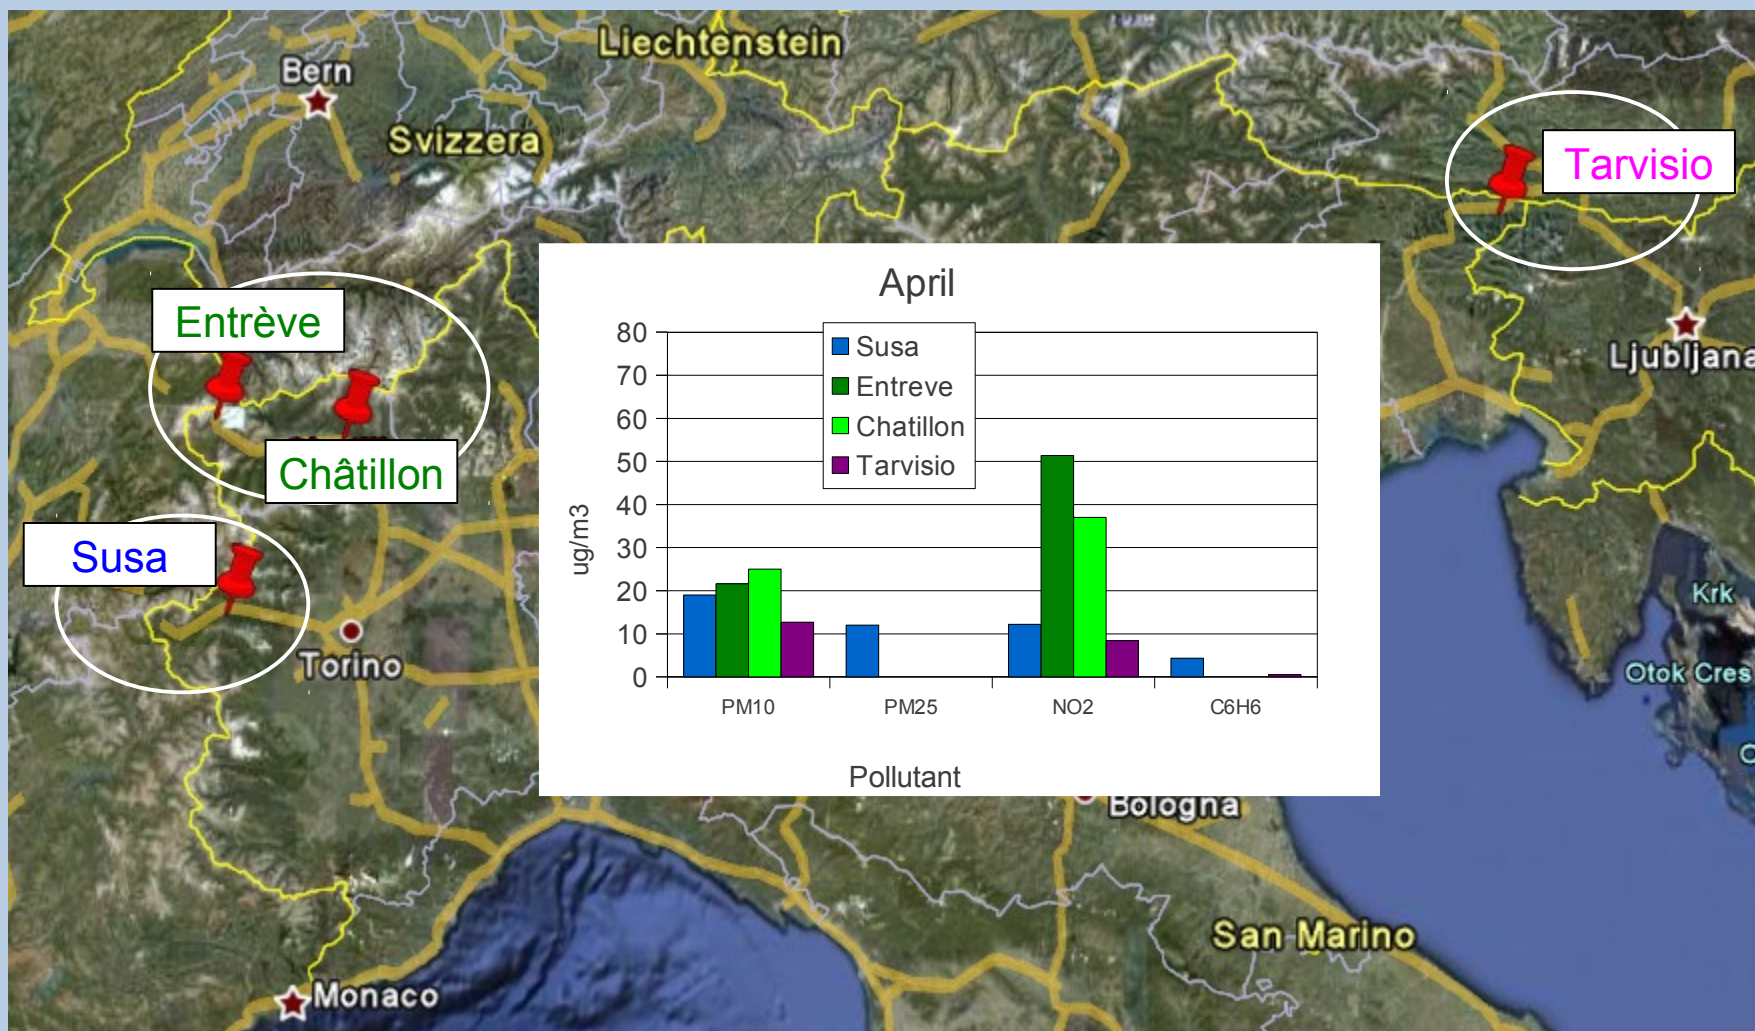 Liechtenstein
Bern
Svizzera
Tarvisio
Entrève
Châtillon
Susa
Torino
Ljubljana
Krk
Otok Cres
Bologna
San Marino
Monaco
April
80
70
60
50
40
30
20
10
0
ug/m3
Susa
Entreve
Chatillon
Tarvisio
PM10 PM25 NO2 C6H6
Pollutant